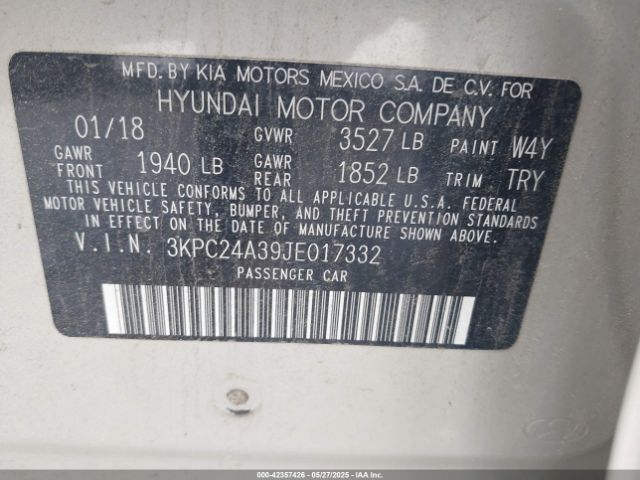 MFD. BY KIA MOTORS MEXICO S.A. DE C.V. FOR
HYUNDAI MOTOR COMPANY
01/18 GVWR 3527 LB PAINT W4Y
GAWR FRONT 1940 LB GAWR REAR 1852 LB TRIM TRY
THIS VEHICLE CONFORMS TO ALL APPLICABLE U.S.A. FEDERAL
MOTOR VEHICLE SAFETY, BUMPER, AND THEFT PREVENTION STANDARDS
IN EFFECT ON THE DATE OF MANUFACTURE SHOWN ABOVE.
V.I.N. 3KPC24A39JE017332
PASSENGER CAR
000-42357426 - 05/27/2025 - IAAI.COM